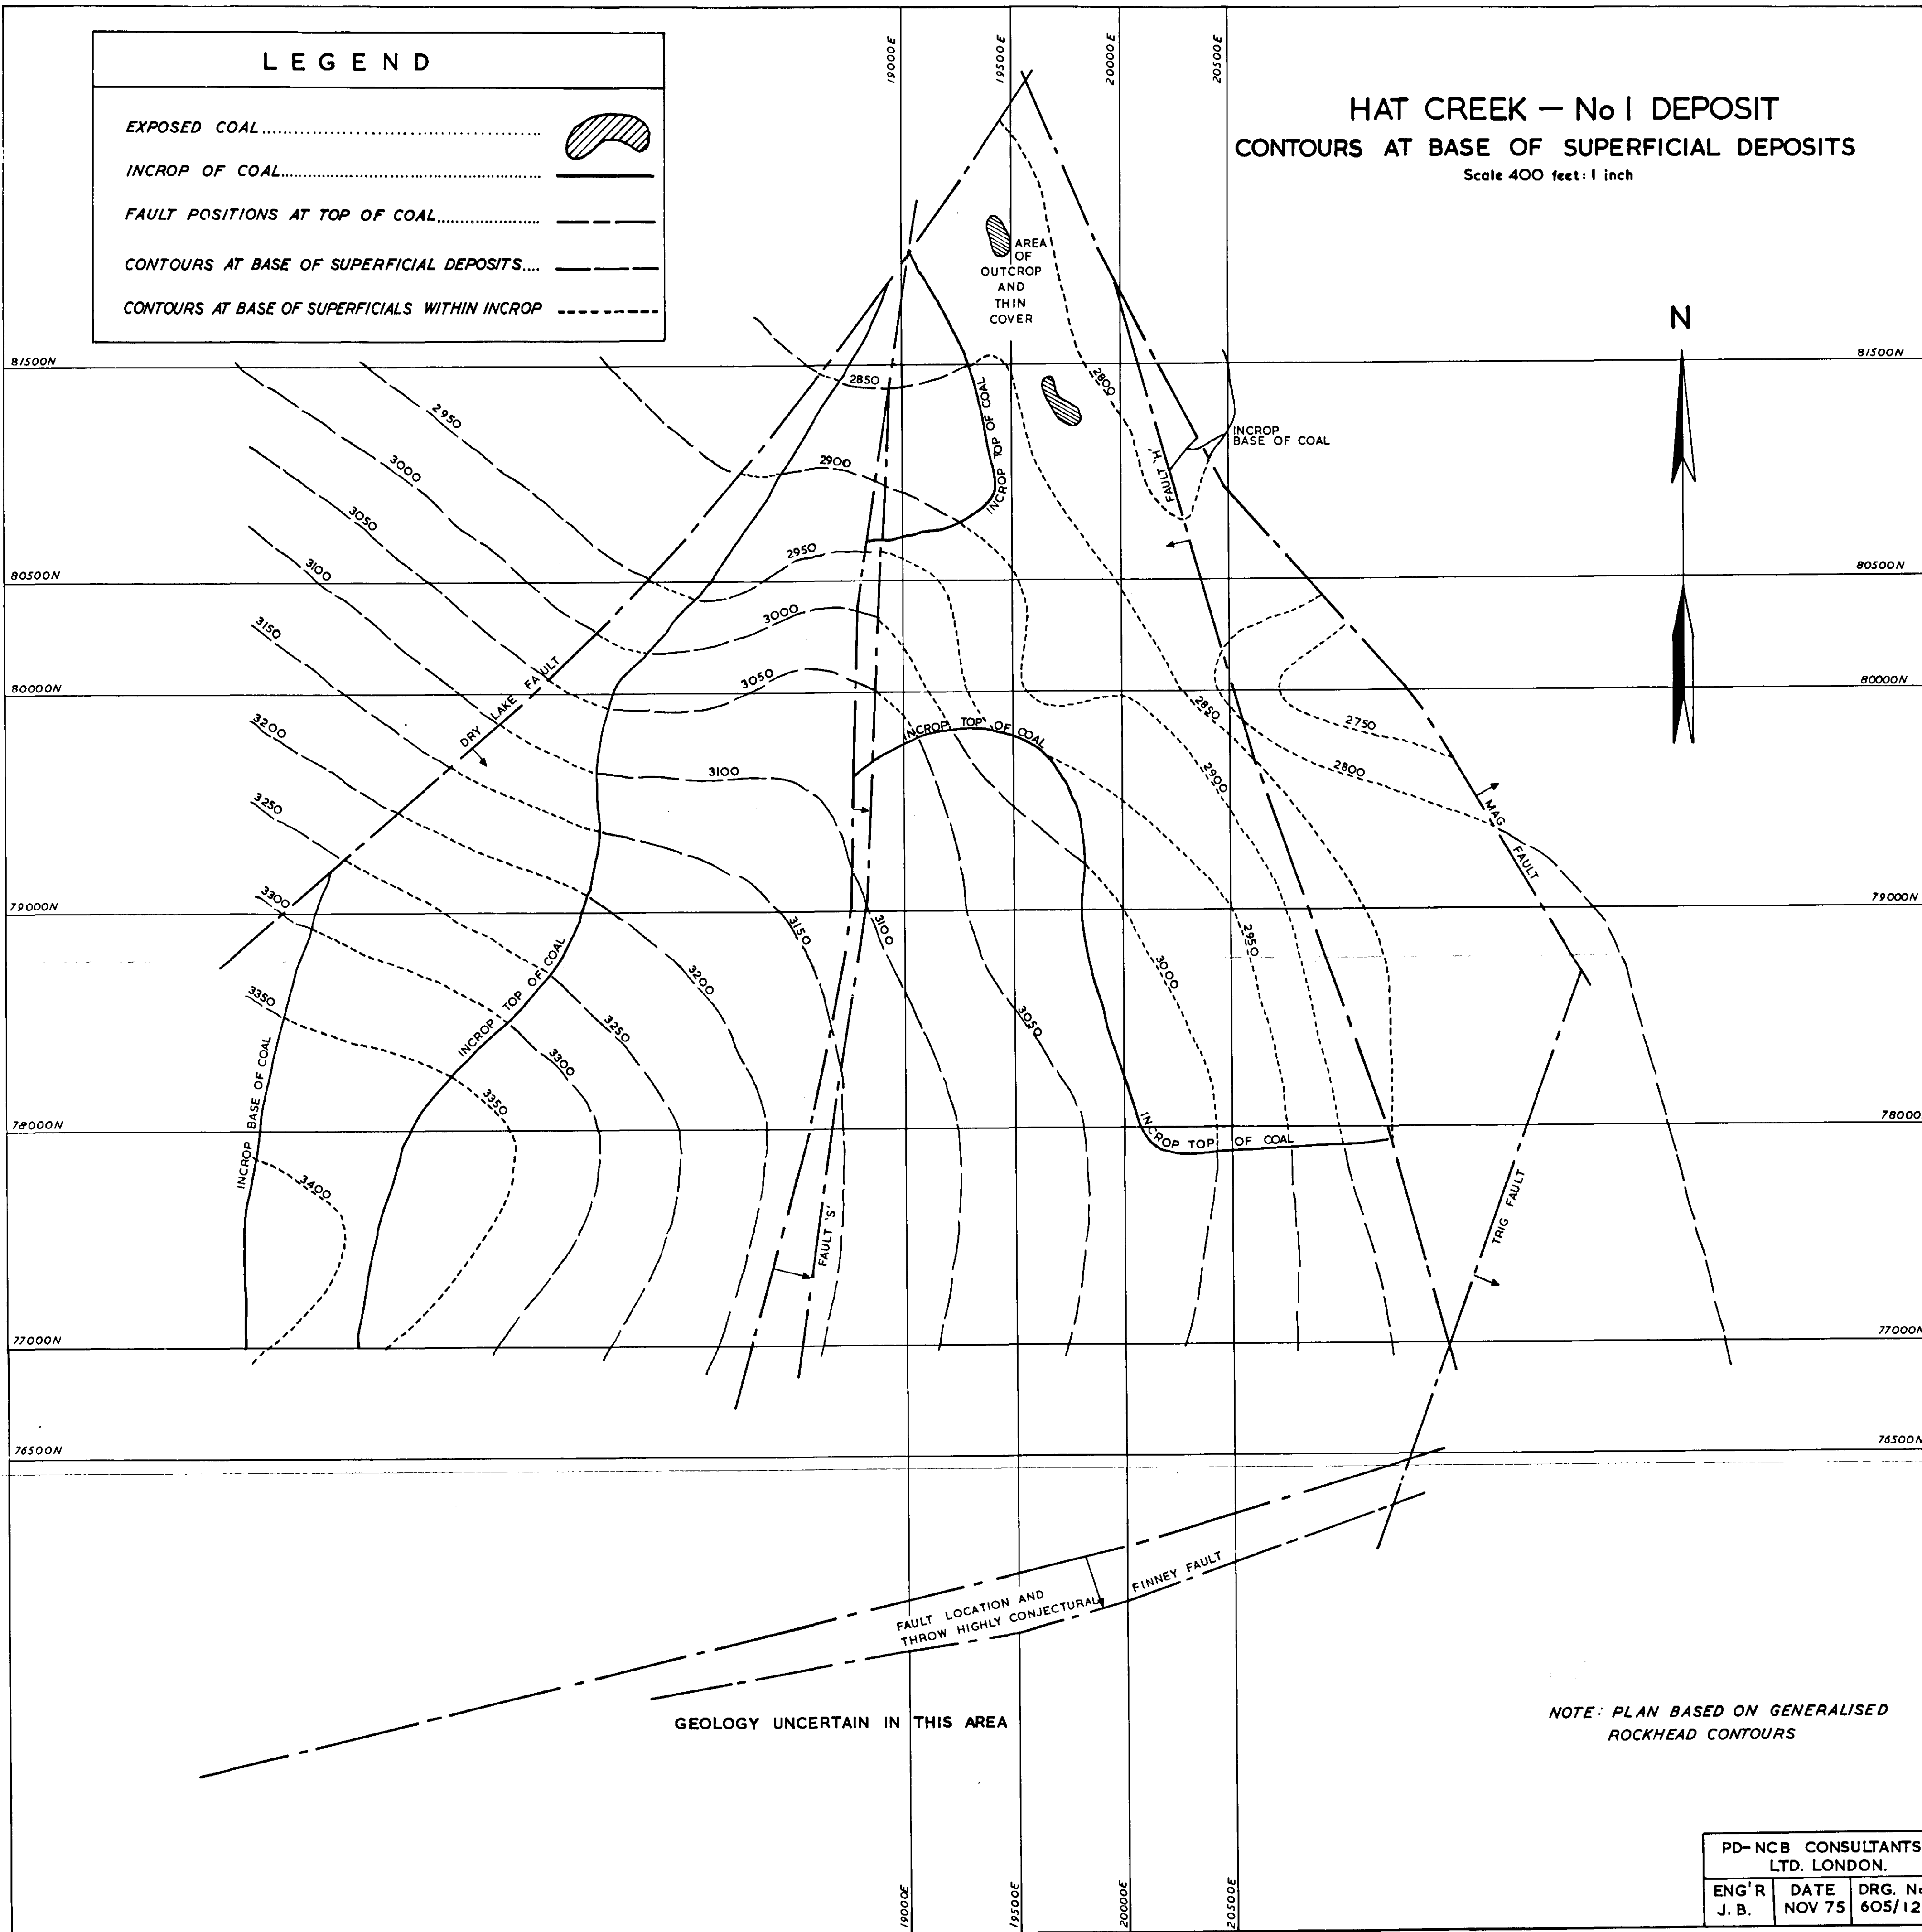 LEGEND
EXPOSED COAL
INCROP OF COAL
FAULT POSITIONS AT TOP OF COAL
CONTOURS AT BASE OF SUPERFICIAL DEPOSITS....
CONTOURS AT BASE OF SUPERFICIALS WITHIN INCROP
19000E
19500E
20000E
20500E
HAT CREEK — No 1 DEPOSIT
CONTOURS AT BASE OF SUPERFICIAL DEPOSITS
Scale 400 feet: 1 inch
N
AREA
OF
OUTCROP
AND
THIN
COVER
81500N
81500N
2850
2800
2950
INCROP TOP OF COAL
INCROP
BASE OF COAL
3000
2900
FAULT 'H'
3050
2950
3100
80500N
80500N
3150
3000
DRY LAKE FAULT
3050
80000N
80000N
3200
2850
2750
INCROP TOP OF COAL
3100
2900
2800
3250
MAG FAULT
3300
79000N
79000N
3150
3100
2950
3200
3000
INCROP TOP OF COAL
3350
3250
3050
3300
INCROP BASE OF COAL
3350
78000N
78000
INCROP TOP OF COAL
3400
FAULT 'S'
TRIG FAULT
77000N
77000N
76500N
76500N
FINNEY FAULT
FAULT LOCATION AND
THROW HIGHLY CONJECTURAL
GEOLOGY UNCERTAIN IN THIS AREA
NOTE: PLAN BASED ON GENERALISED
ROCKHEAD CONTOURS
19000E
19500E
20000E
20500E
PD-NCB CONSULTANTS
LTD. LONDON.
ENG'R
J. B.
DATE
NOV 75
DRG. No
605/12